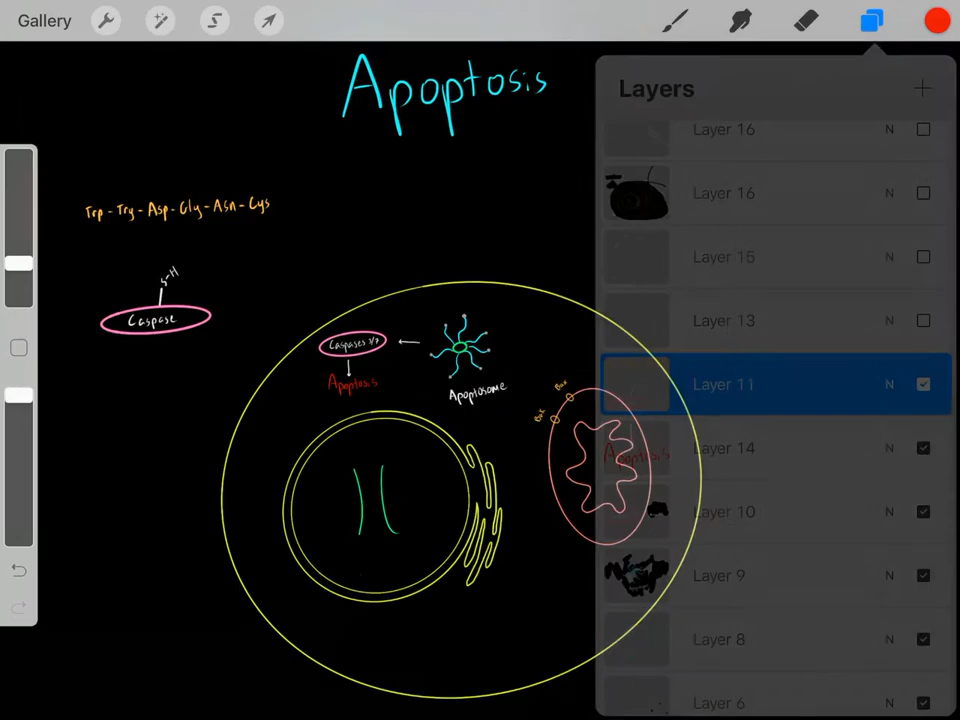 Gallery
Apoptosis
Layers
Layer 16 N
Layer 16 N
Layer 15 N
Layer 13 N
Layer 11 N
Layer 14 N
Layer 10 N
Layer 9 N
Layer 8 N
Layer 6 N
Trp-Try-Asp-Gly-Asn-Cys
S-H
Caspase
Caspases 3/7
Apoptosis
Apoptosome
Bax
Apoptosis